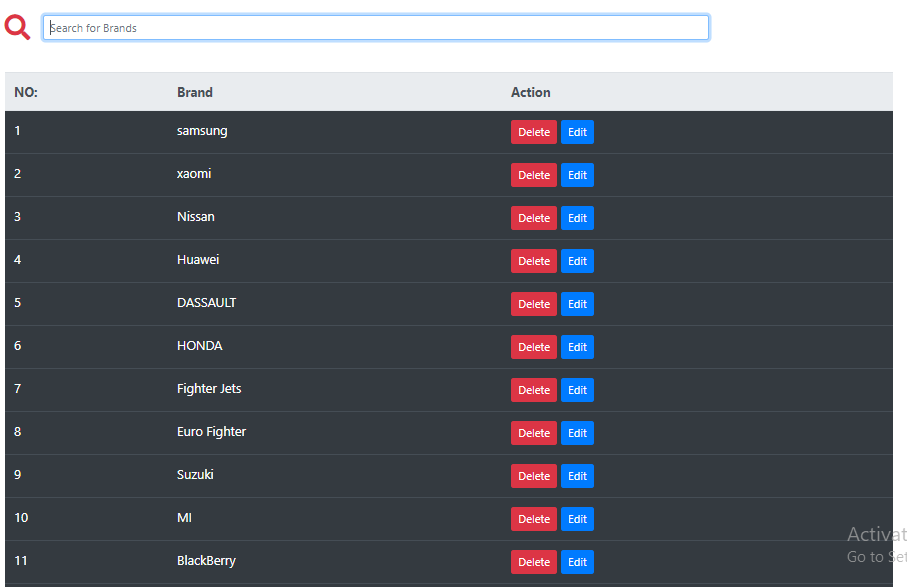 Search for Brands
NO: Brand Action
1 samsung Delete Edit
2 xaomi Delete Edit
3 Nissan Delete Edit
4 Huawei Delete Edit
5 DASSAULT Delete Edit
6 HONDA Delete Edit
7 Fighter Jets Delete Edit
8 Euro Fighter Delete Edit
9 Suzuki Delete Edit
10 MI Delete Edit
Activat
11 BlackBerry Delete Edit
Go to Set